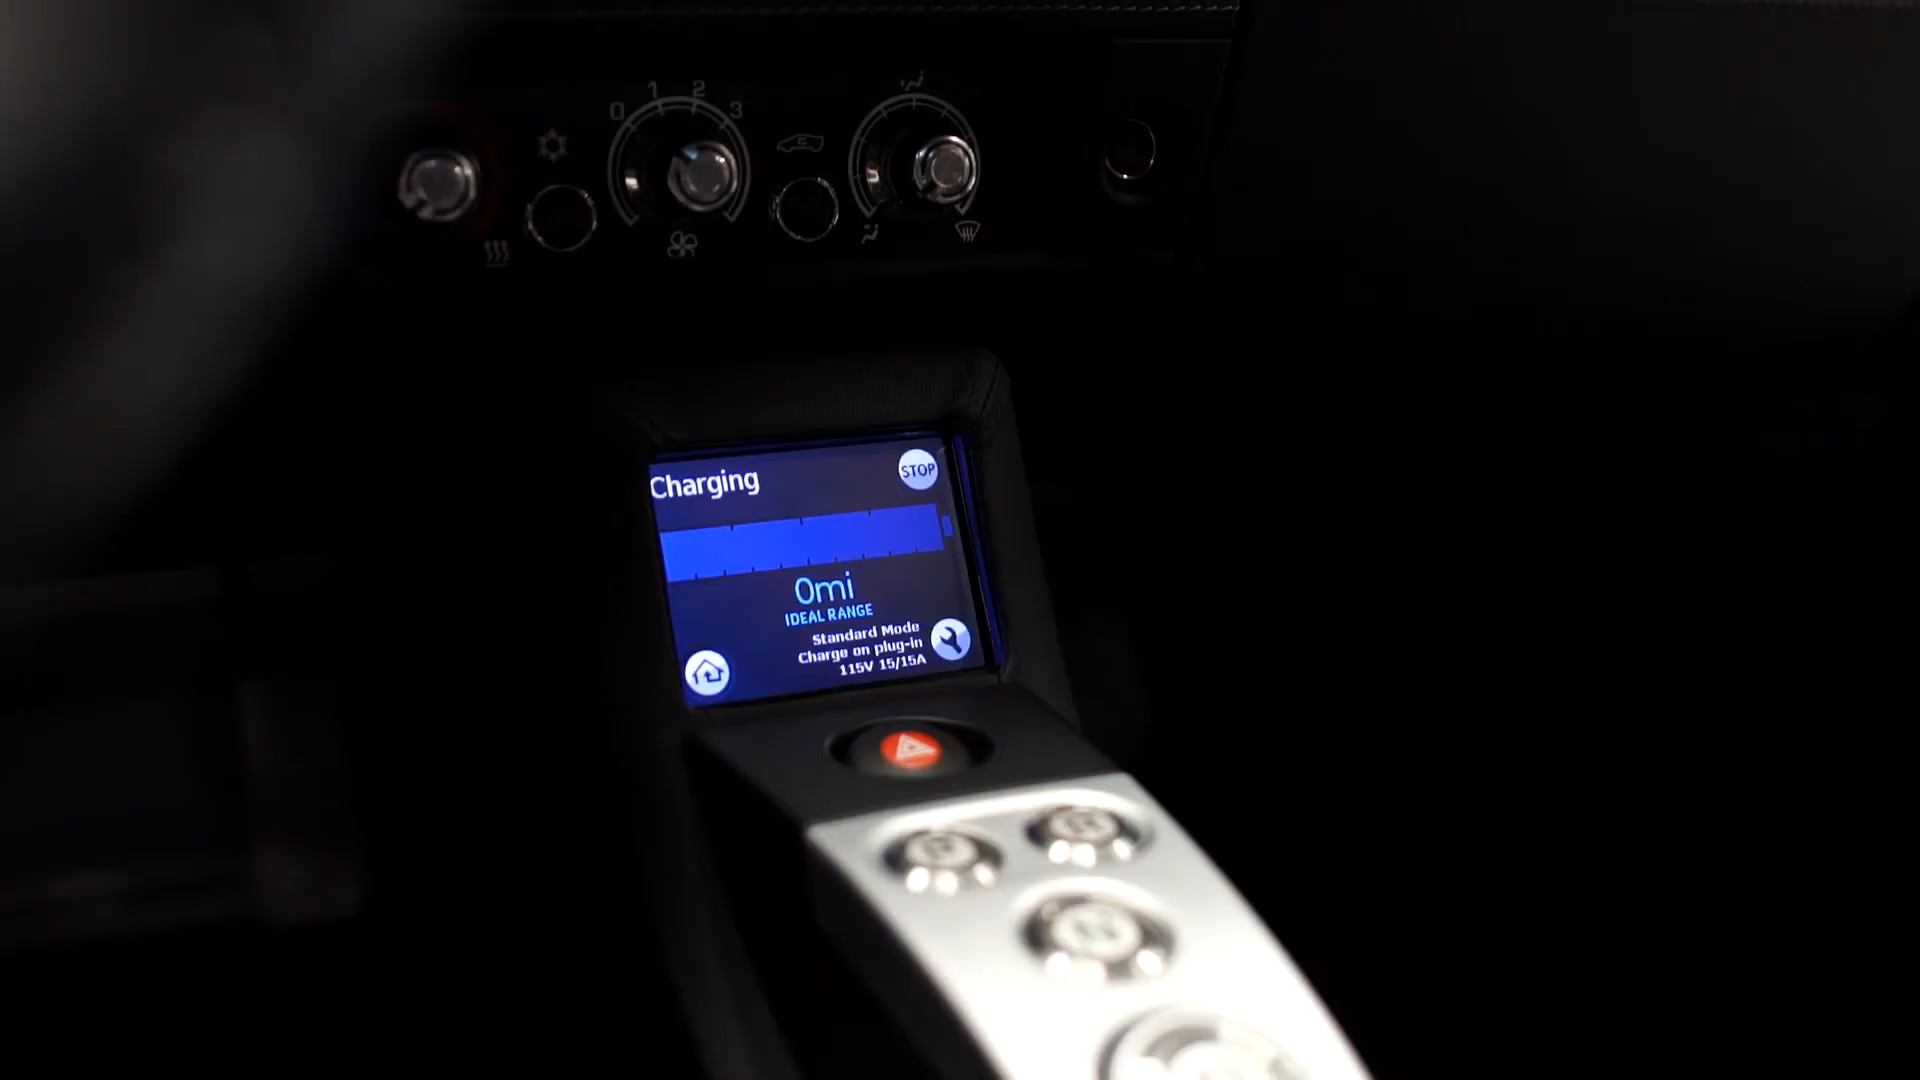 0 1 2 3
Charging
STOP
0mi
IDEAL RANGE
Standard Mode
Charge on plug-in
115V 15/15A